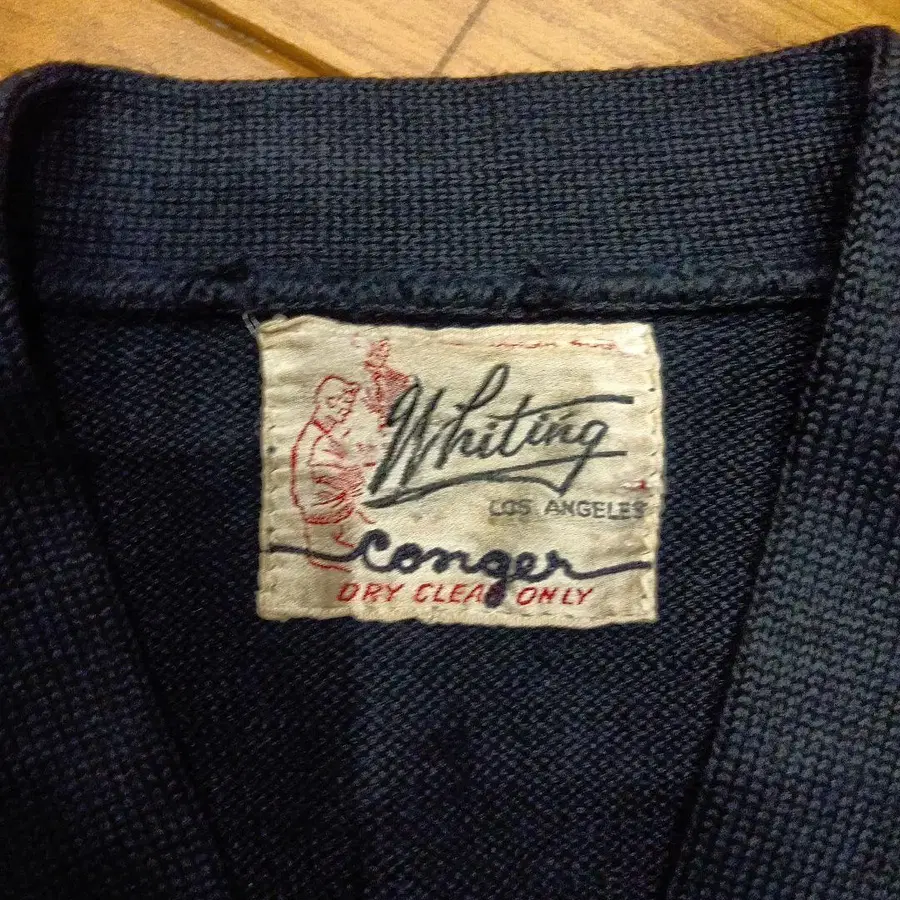 Whiting
LOS ANGELES
Conger
DRY CLEAN ONLY